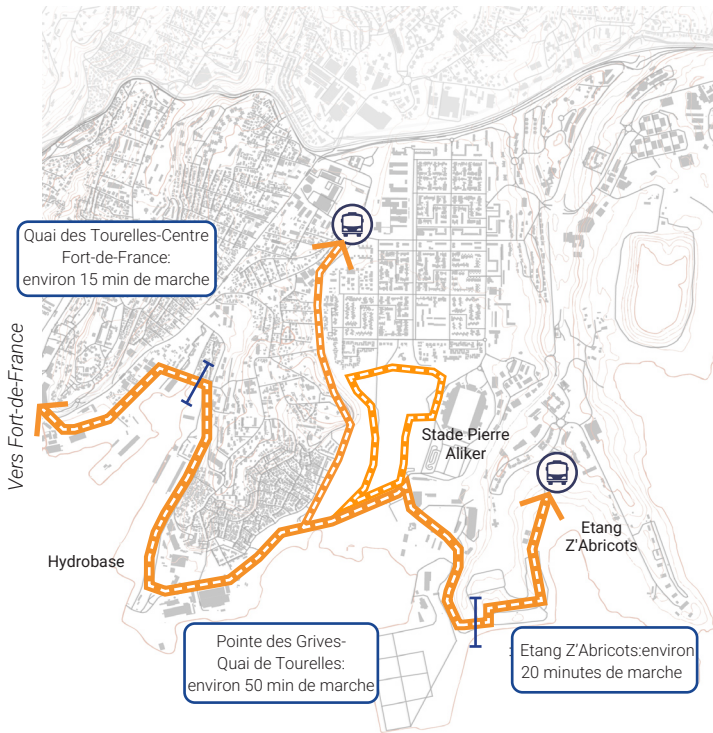 Quai des Tourelles-Centre
Fort-de-France:
environ 15 min de marche
Vers Fort-de-France
Stade Pierre
Aliker
Etang
Z'Abricots
Hydrobase
Pointe des Grives-
Quai de Tourelles:
environ 50 min de marche
: Etang Z'Abricots:environ
20 minutes de marche